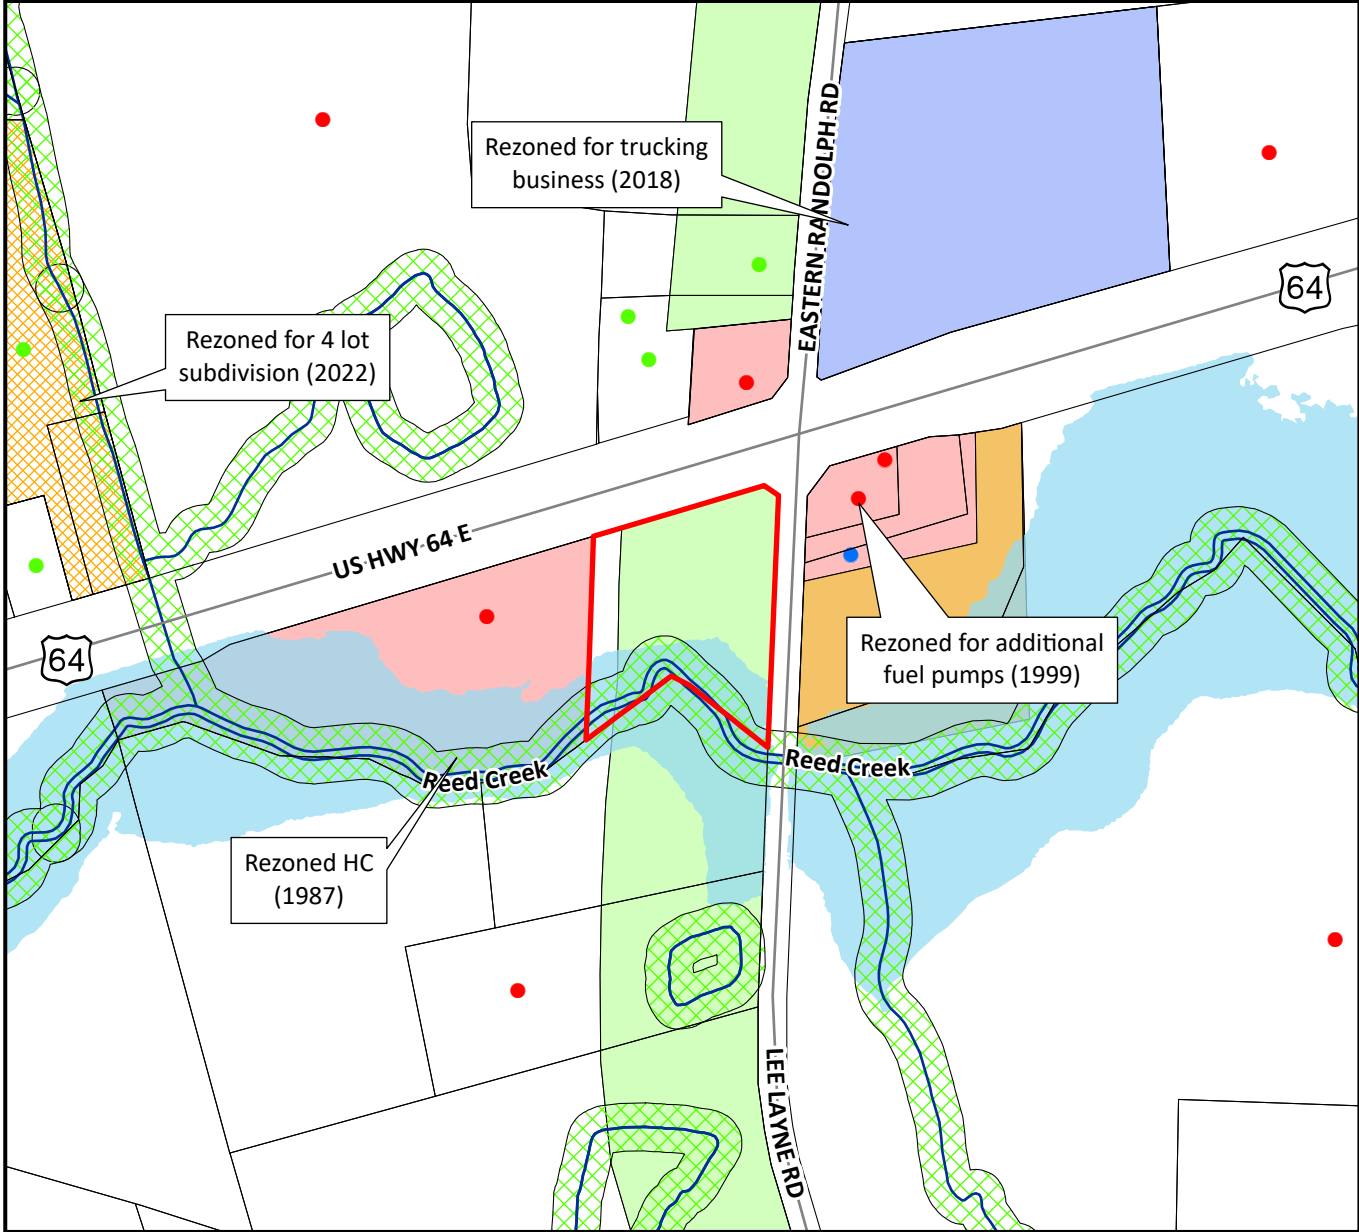 EASTERN RANDOLPH RD
Rezoned for trucking
business (2018)
64
Rezoned for 4 lot
subdivision (2022)
US HWY 64 E
64
Rezoned for additional
fuel pumps (1999)
Reed Creek
Reed Creek
Rezoned HC
(1987)
LEE LAYNE RD